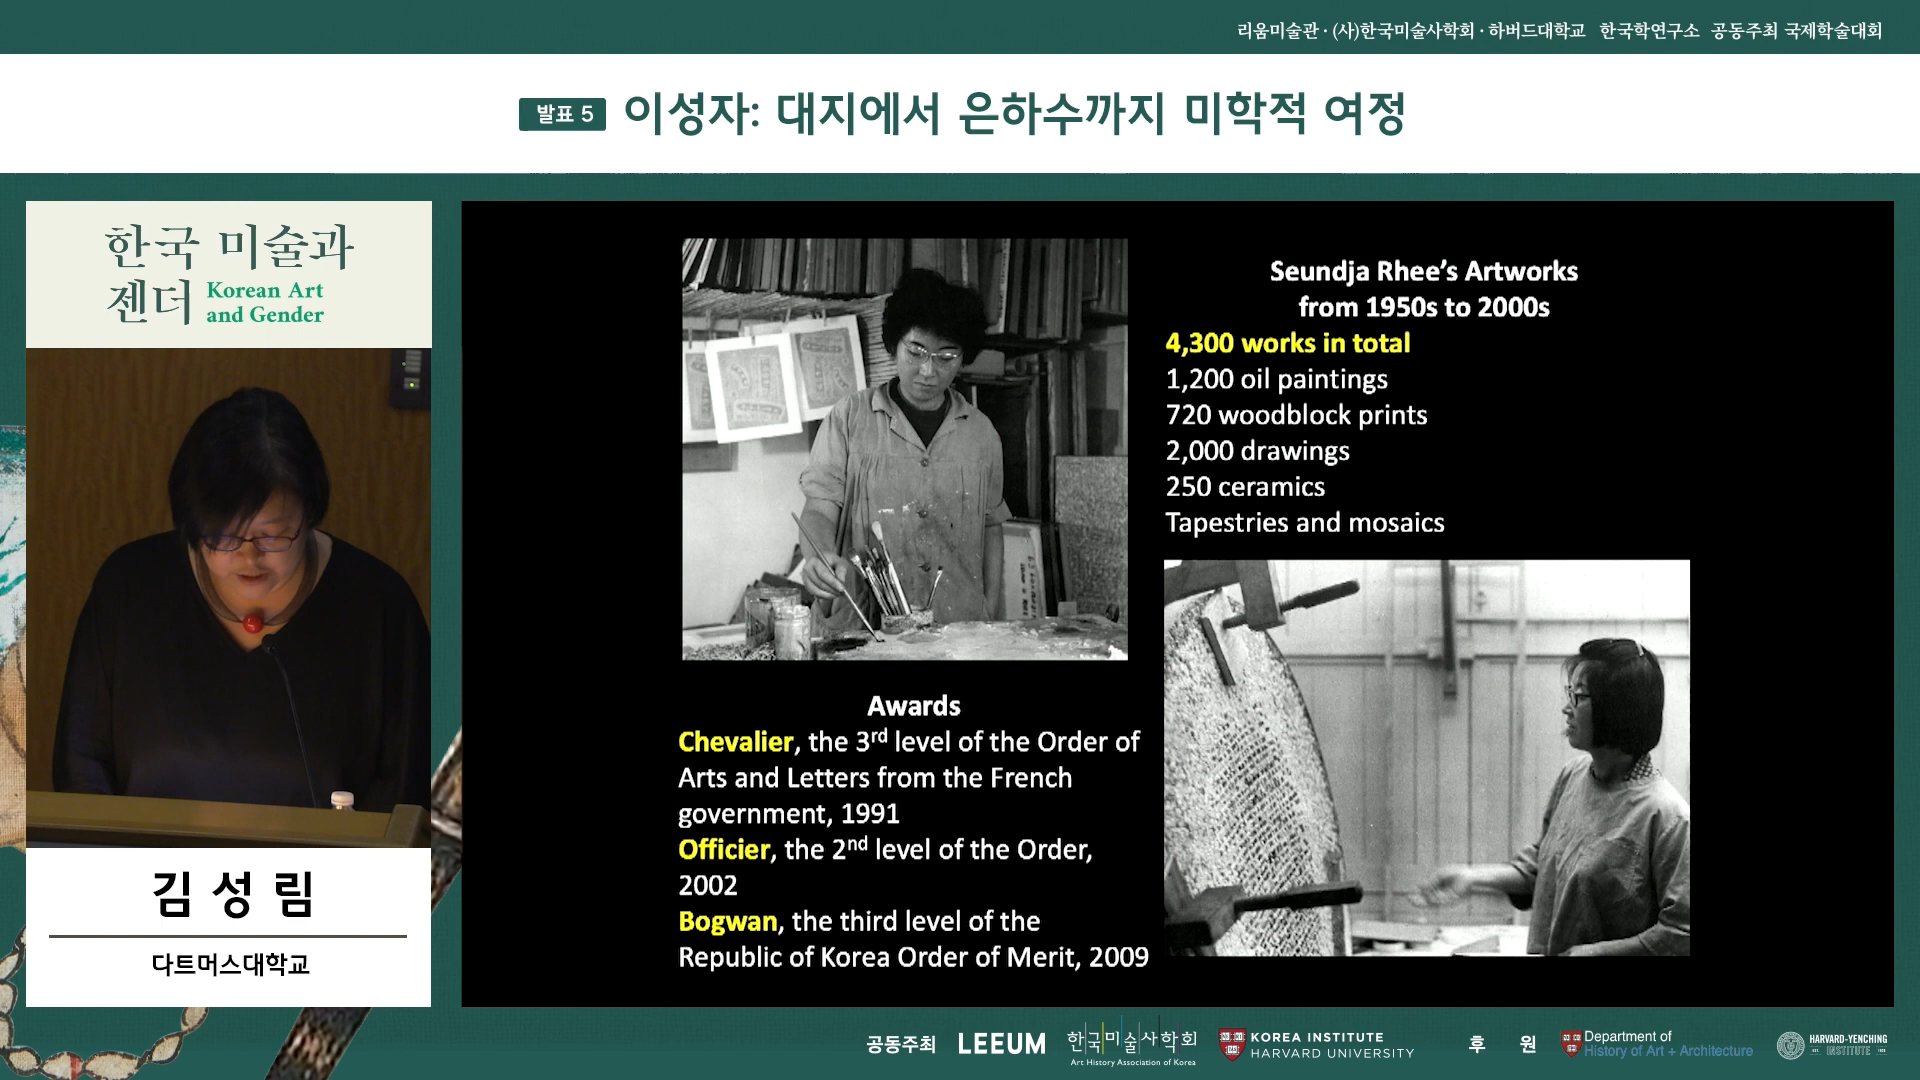 리움미술관 · (사)한국미술사학회 · 하버드대학교 한국학연구소 공동주최 국제학술대회
발표 5 이성자: 대지에서 은하수까지 미학적 여정
한국 미술과
젠더 Korean Art
and Gender
김성림
다트머스대학교
Seundja Rhee’s Artworks
from 1950s to 2000s
4,300 works in total
1,200 oil paintings
720 woodblock prints
2,000 drawings
250 ceramics
Tapestries and mosaics
Awards
Chevalier, the 3rd level of the Order of
Arts and Letters from the French
government, 1991
Officier, the 2nd level of the Order,
2002
Bogwan, the third level of the
Republic of Korea Order of Merit, 2009
공동주최 LEEUM 한국미술사학회 Art History Association of Korea KOREA INSTITUTE HARVARD UNIVERSITY 후 원 Department of History of Art + Architecture HARVARD-YENCHING INSTITUTE